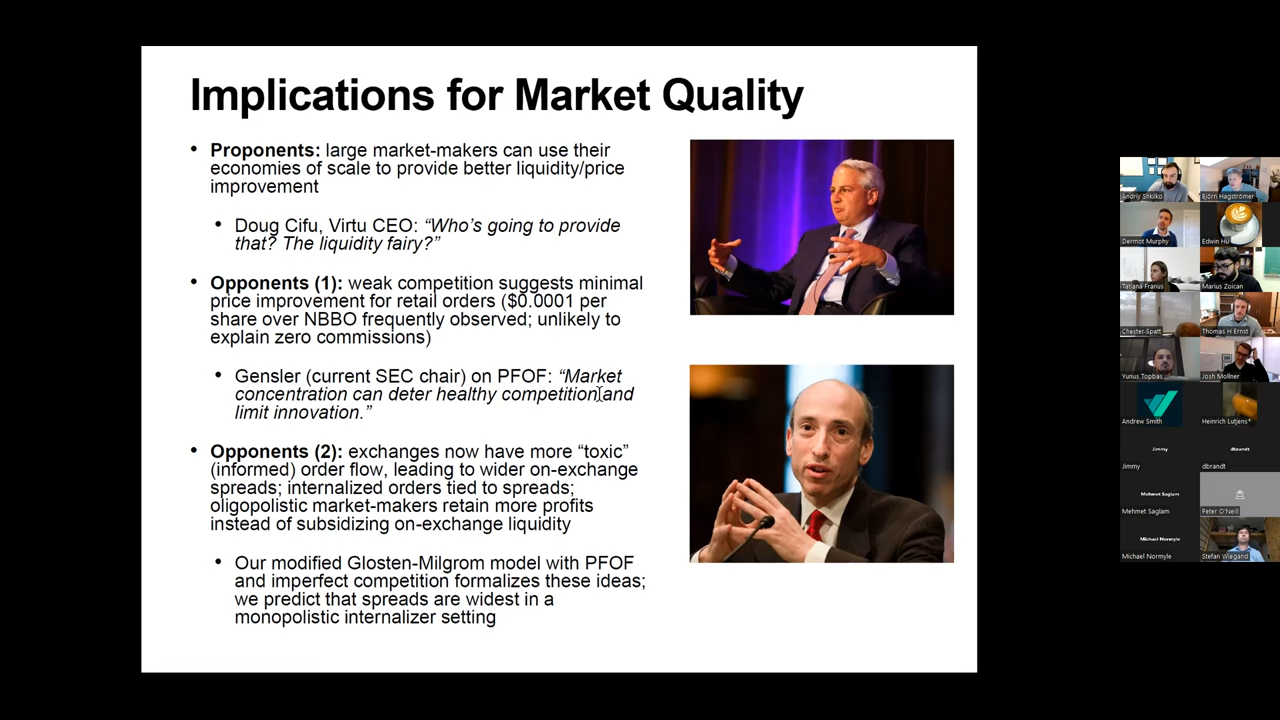 Implications for Market Quality
• Proponents: large market-makers can use their
economies of scale to provide better liquidity/price
improvement
• Doug Cifu, Virtu CEO: “Who’s going to provide
that? The liquidity fairy?”
• Opponents (1): weak competition suggests minimal
price improvement for retail orders ($0.0001 per
share over NBBO frequently observed; unlikely to
explain zero commissions)
• Gensler (current SEC chair) on PFOF: “Market
concentration can deter healthy competition and
limit innovation.”
• Opponents (2): exchanges now have more “toxic”
(informed) order flow, leading to wider on-exchange
spreads; internalized orders tied to spreads;
oligopolistic market-makers retain more profits
instead of subsidizing on-exchange liquidity
• Our modified Glosten-Milgrom model with PFOF
and imperfect competition formalizes these ideas;
we predict that spreads are widest in a
monopolistic internalizer setting
Andriy Shkilko
Björn Hagströmer
Dermot Murphy
Edwin Hu
Tatiana Franus
Marius Zoican
Chester Spatt
Thomas H Ernst
Yunus Topbas
Josh Mollner
Andrew Smith
Heinrich Lutjens*
Jimmy
dbrandt
Jimmy
dbrandt
Mehmet Saglam
Mehmet Saglam
Peter O'Neill
Michael Normyle
Michael Normyle
Stefan Wiegand